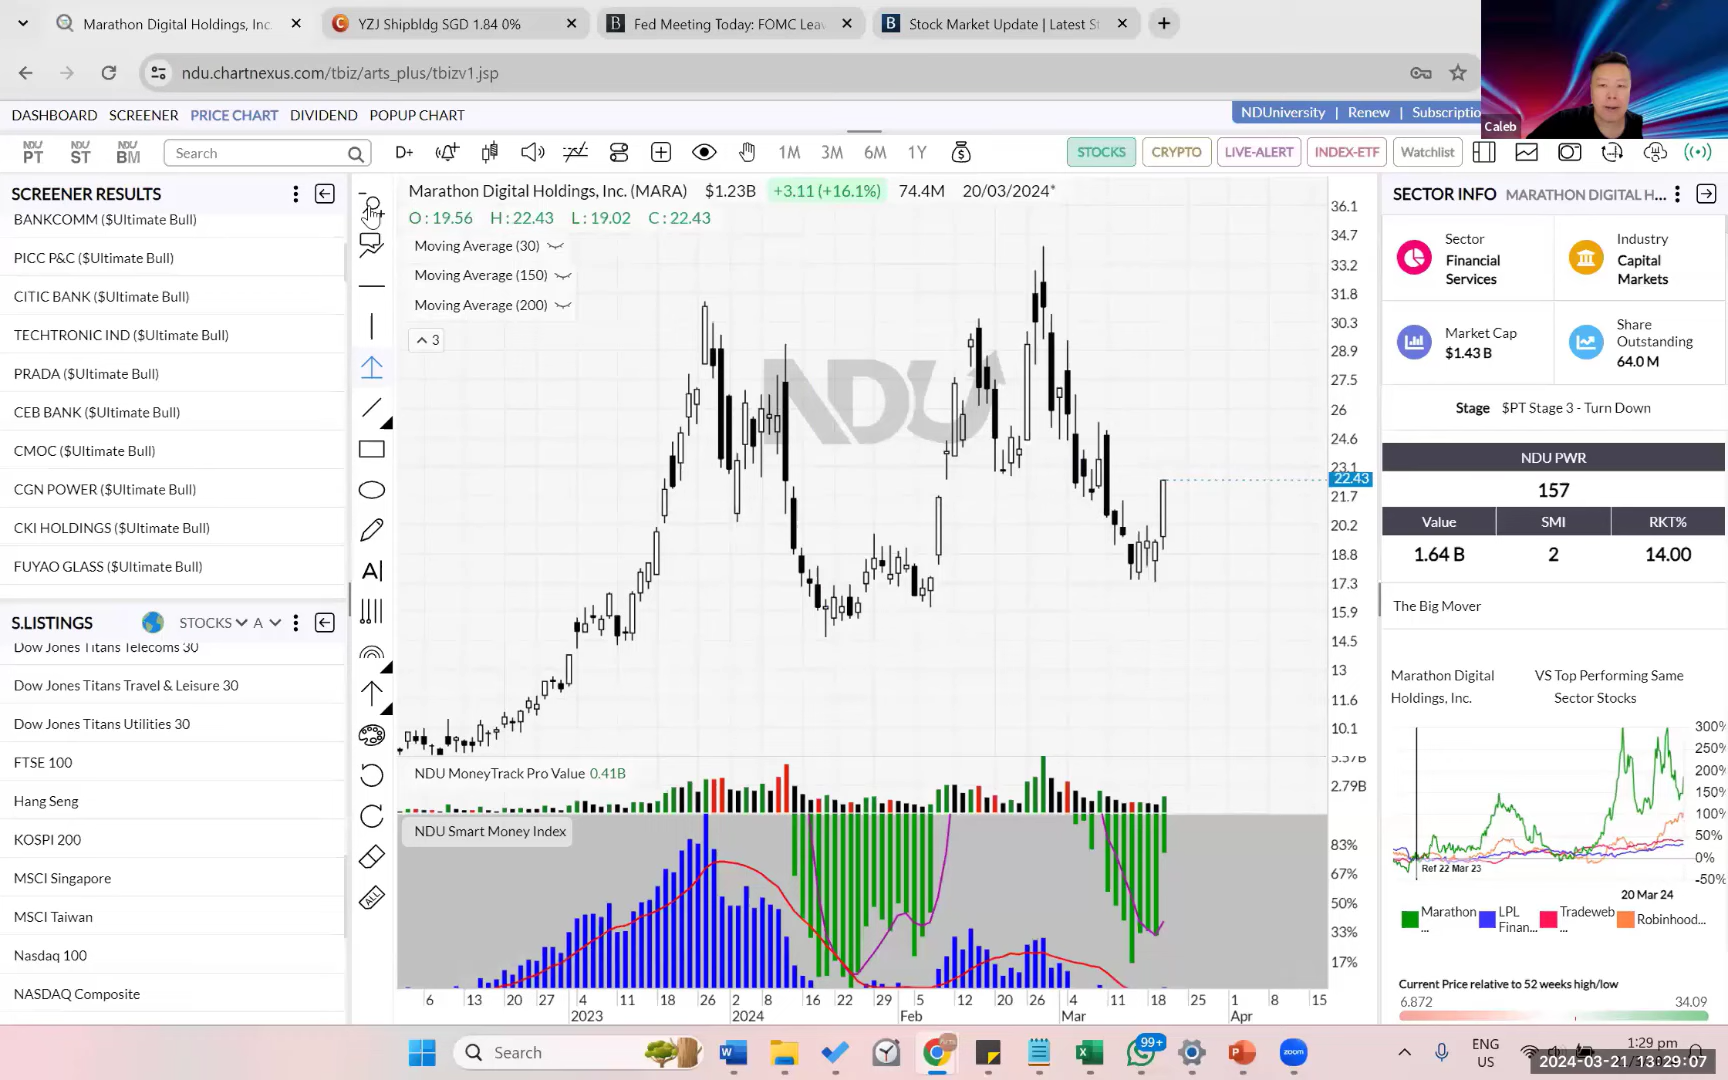 Marathon Digital Holdings, Inc.
YZJ Shipbldg SGD 1.84 0%
Fed Meeting Today: FOMC Leav
Stock Market Update | Latest S
ndu.chartnexus.com/tbiz/arts_plus/tbizv1.jsp
Caleb
DASHBOARD SCREENER PRICE CHART DIVIDEND POPUP CHART
NDUniversity | Renew | Subscriptio
NDU PT
NDU ST
NDU BM
Search
D+
1M 3M 6M 1Y
STOCKS CRYPTO LIVE-ALERT INDEX-ETF Watchlist
SCREENER RESULTS
BANKCOMM ($Ultimate Bull)
PICC P&C ($Ultimate Bull)
CITIC BANK ($Ultimate Bull)
TECHTRONIC IND ($Ultimate Bull)
PRADA ($Ultimate Bull)
CEB BANK ($Ultimate Bull)
CMOC ($Ultimate Bull)
CGN POWER ($Ultimate Bull)
CKI HOLDINGS ($Ultimate Bull)
FUYAO GLASS ($Ultimate Bull)
S.LISTINGS STOCKS A
Dow Jones Titans Telecoms 30
Dow Jones Titans Travel & Leisure 30
Dow Jones Titans Utilities 30
FTSE 100
Hang Seng
KOSPI 200
MSCI Singapore
MSCI Taiwan
Nasdaq 100
NASDAQ Composite
A
ALL
Marathon Digital Holdings, Inc. (MARA) $1.23B +3.11 (+16.1%) 74.4M 20/03/2024*
O : 19.56 H : 22.43 L : 19.02 C : 22.43
Moving Average (30)
Moving Average (150)
Moving Average (200)
3
NDU
36.1
34.7
33.2
31.8
30.3
28.9
27.5
26
24.6
23.1
22.43
21.7
20.2
18.8
17.3
15.9
14.5
13
11.6
10.1
NDU MoneyTrack Pro Value 0.41B
3.37B
2.79B
NDU Smart Money Index
83%
67%
50%
33%
17%
6 13 20 27 4 11 18 26 2 8 16 22 29 5 12 20 26 4 11 18 25 1 8 15
2023 2024 Feb Mar Apr
SECTOR INFO MARATHON DIGITAL H...
Sector
Financial
Services
Industry
Capital
Markets
Market Cap
$1.43 B
Share
Outstanding
64.0 M
Stage $PT Stage 3 - Turn Down
NDU PWR
157
Value SMI RKT%
1.64 B 2 14.00
The Big Mover
Marathon Digital
Holdings, Inc.
VS Top Performing Same
Sector Stocks
300%
250%
200%
150%
100%
50%
0%
-50%
Ref 22 Mar 23
20 Mar 24
Marathon
...
LPL
Finan...
Tradeweb
...
Robinhood...
Current Price relative to 52 weeks high/low
6.872 34.09
Search
99+
zoom
ENG
US
1:29 pm
2024-03-21 13:29:07